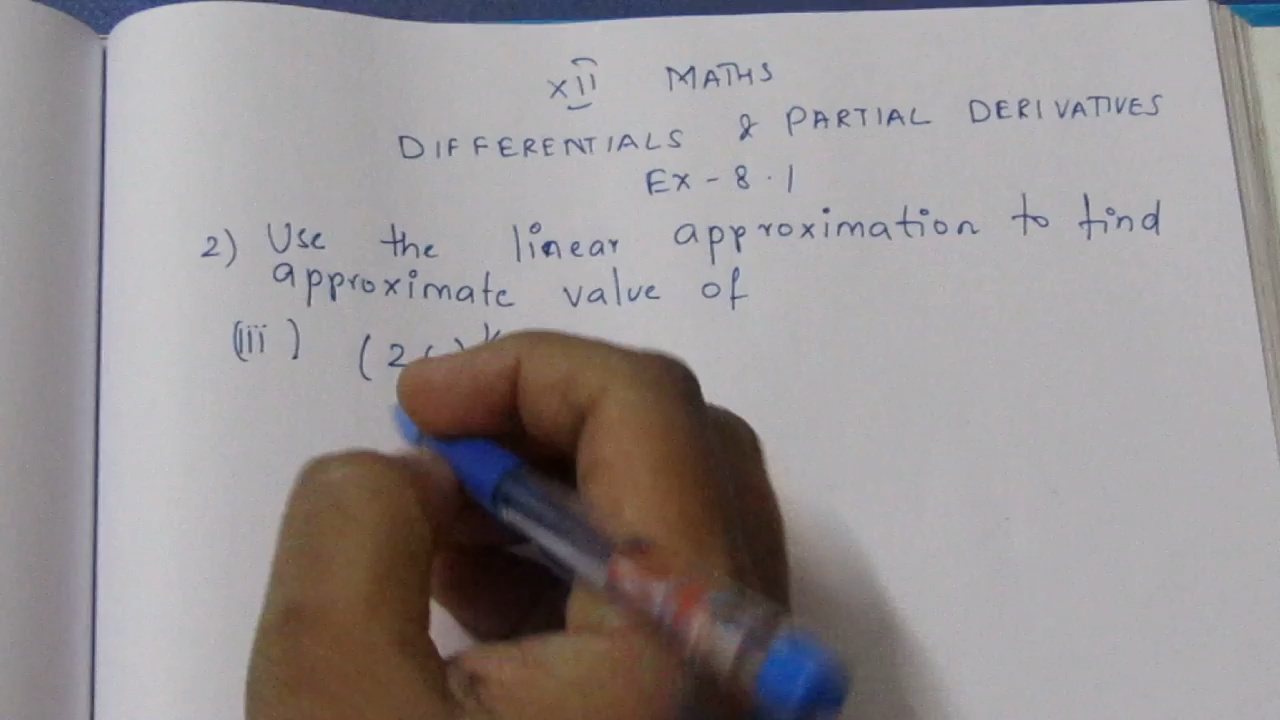 XII MATHS
DIFFERENTIALS & PARTIAL DERIVATIVES
EX - 8.1
2) Use the linear approximation to find
approximate value of
(iii) (2